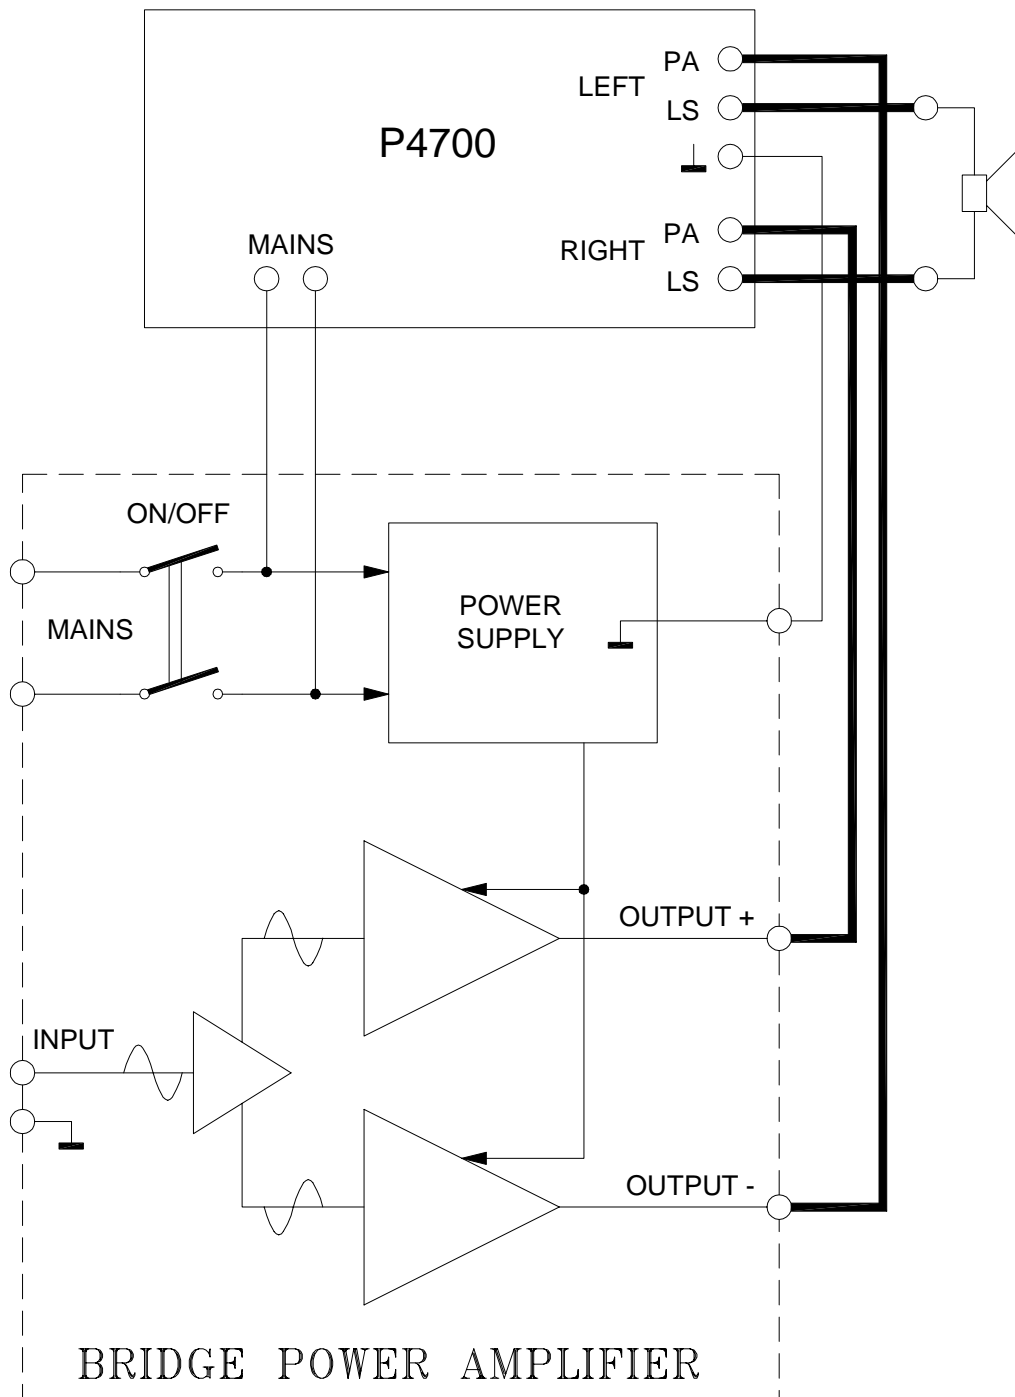 PA
LEFT
LS
P4700
PA
MAINS
RIGHT
LS
ON/OFF
POWER
SUPPLY
MAINS
OUTPUT +
INPUT
OUTPUT -
BRIDGE POWER AMPLIFIER